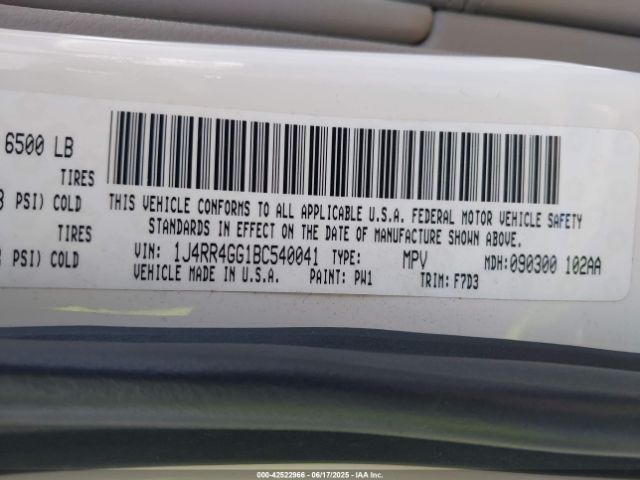 6500 LB
TIRES
PSI) COLD
TIRES
PSI) COLD
THIS VEHICLE CONFORMS TO ALL APPLICABLE U.S.A. FEDERAL MOTOR VEHICLE SAFETY
STANDARDS IN EFFECT ON THE DATE OF MANUFACTURE SHOWN ABOVE.
VIN: 1J4RR4GG1BC540041 TYPE: MPV MDH:090300 102AA
VEHICLE MADE IN U.S.A. PAINT: PW1 TRIM: F7D3
000-42522966 - 06/17/2025 - IAA Inc.